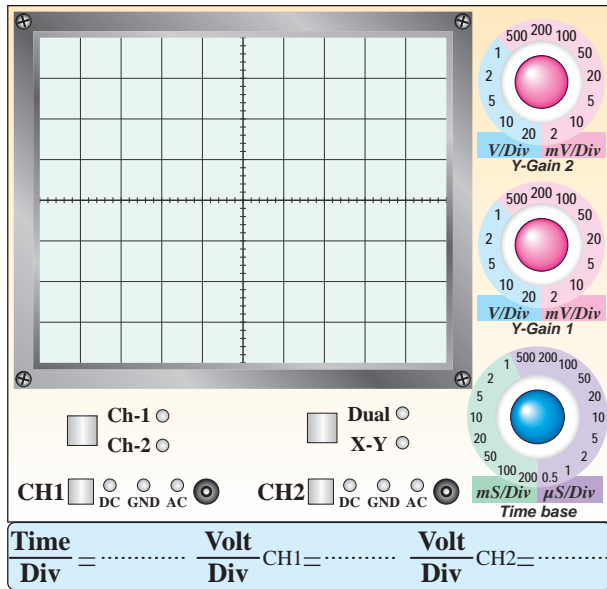 500 200 100
1 50
2 20
5 10
10 2
20
V/Div mV/Div
Y-Gain 2
500 200 100
1 50
2 20
5 10
10 2
20
V/Div mV/Div
Y-Gain 1
1 500 200 100
2 50
5 20
10 10
20 5
50 2
100 200 0.5 1
mS/Div µS/Div
Time base
Ch-1
Ch-2
Dual
X-Y
CH1 DC GND AC
CH2 DC GND AC
Time/Div = ............ Volt/Div CH1= ............ Volt/Div CH2= ............